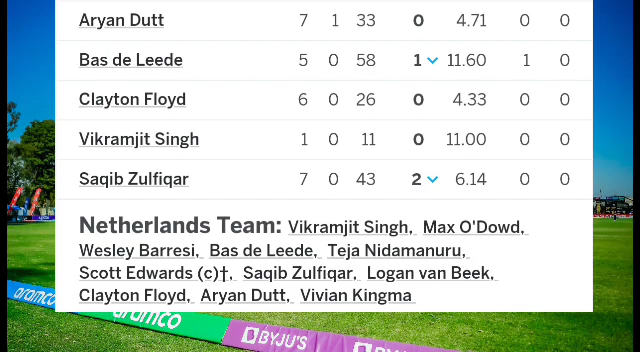 Aryan Dutt 7 1 33 0 4.71 0 0
Bas de Leede 5 0 58 1 11.60 1 0
Clayton Floyd 6 0 26 0 4.33 0 0
Vikramjit Singh 1 0 11 0 11.00 0 0
Saqib Zulfiqar 7 0 43 2 6.14 0 0
Netherlands Team: Vikramjit Singh, Max O'Dowd,
Wesley Barresi, Bas de Leede, Teja Nidamanuru,
Scott Edwards (c)†, Saqib Zulfiqar, Logan van Beek,
Clayton Floyd, Aryan Dutt, Vivian Kingma
aramco aramco BYJU'S